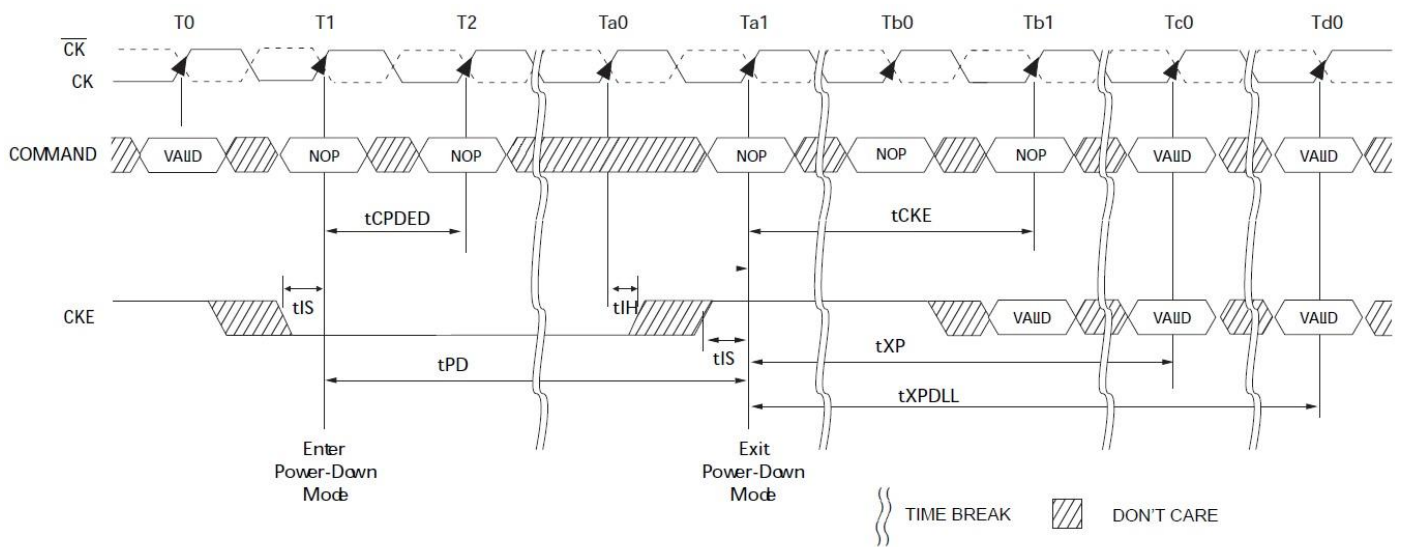 T0 T1 T2 Ta0 Ta1 Tb0 Tb1 Tc0 Td0
CK
CK
COMMAND VALID NOP NOP NOP NOP NOP VALID VALID
tCPDED tCKE
tIS tIH
CKE VALID VALID VALID
tIS
tPD tXP
tXPDLL
Enter
Power-Down
Mode
Exit
Power-Down
Mode
TIME BREAK DON'T CARE